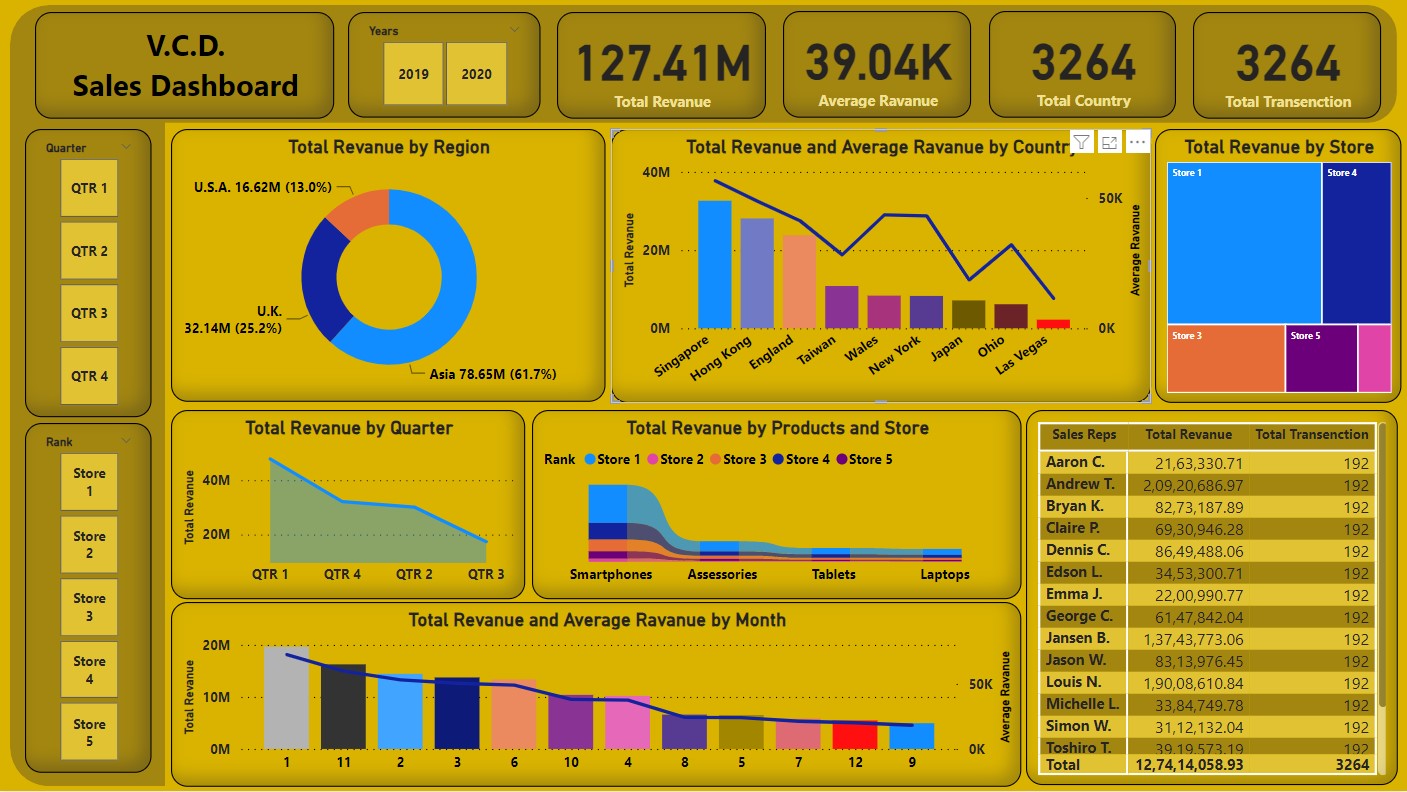 V.C.D.
Sales Dashboard
Years
2019
2020
127.41M
Total Revanue
39.04K
Average Ravanue
3264
Total Country
3264
Total Transenction
Quarter
QTR 1
QTR 2
QTR 3
QTR 4
Rank
Store
1
Store
2
Store
3
Store
4
Store
5
Total Revanue by Region
U.S.A. 16.62M (13.0%)
U.K.
32.14M (25.2%)
Asia 78.65M (61.7%)
Total Revanue and Average Ravanue by Country
Total Revanue
40M
20M
0M
50K
0K
Average Ravanue
Singapore
Hong Kong
England
Taiwan
Wales
New York
Japan
Ohio
Las Vegas
Total Revanue by Store
Store 1
Store 4
Store 3
Store 5
Total Revanue by Quarter
Total Revanue
40M
20M
QTR 1 QTR 4 QTR 2 QTR 3
Total Revanue by Products and Store
Rank Store 1 Store 2 Store 3 Store 4 Store 5
Smartphones Assessories Tablets Laptops
Total Revanue and Average Ravanue by Month
Total Revanue
20M
10M
0M
50K
0K
Average Ravanue
1 11 2 3 6 10 4 8 5 7 12 9
Sales Reps Total Revanue Total Transenction
Aaron C. 21,63,330.71 192
Andrew T. 2,09,20,686.97 192
Bryan K. 82,73,187.89 192
Claire P. 69,30,946.28 192
Dennis C. 86,49,488.06 192
Edson L. 34,53,300.71 192
Emma J. 22,00,990.77 192
George C. 61,47,842.04 192
Jansen B. 1,37,43,773.06 192
Jason W. 83,13,976.45 192
Louis N. 1,90,08,610.84 192
Michelle L. 33,84,749.78 192
Simon W. 31,12,132.04 192
Toshiro T. 39,19,573.19 192
Total 12,74,14,058.93 3264